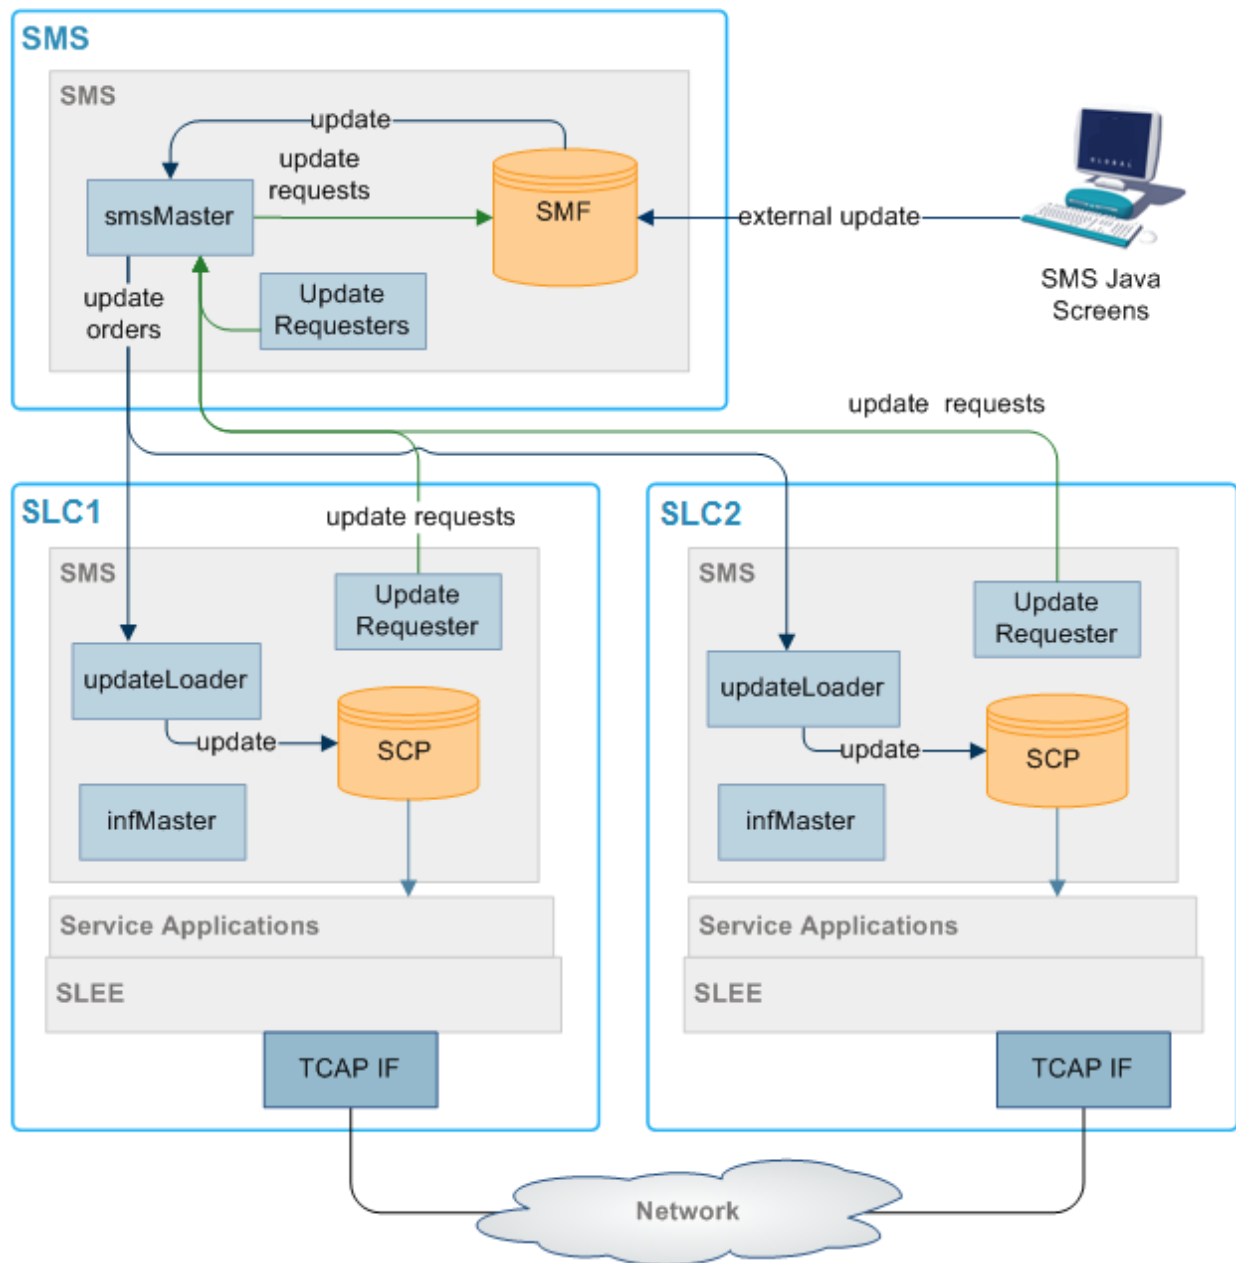 SMS
SMS
update
update
requests
smsMaster
SMF
external update
GLOBAL
SMS Java
Screens
update
orders
Update
Requesters
update requests
SLC1
update requests
SMS
Update
Requester
updateLoader
update
SCP
infMaster
Service Applications
SLEE
TCAP IF
SLC2
SMS
Update
Requester
updateLoader
update
SCP
infMaster
Service Applications
SLEE
TCAP IF
Network